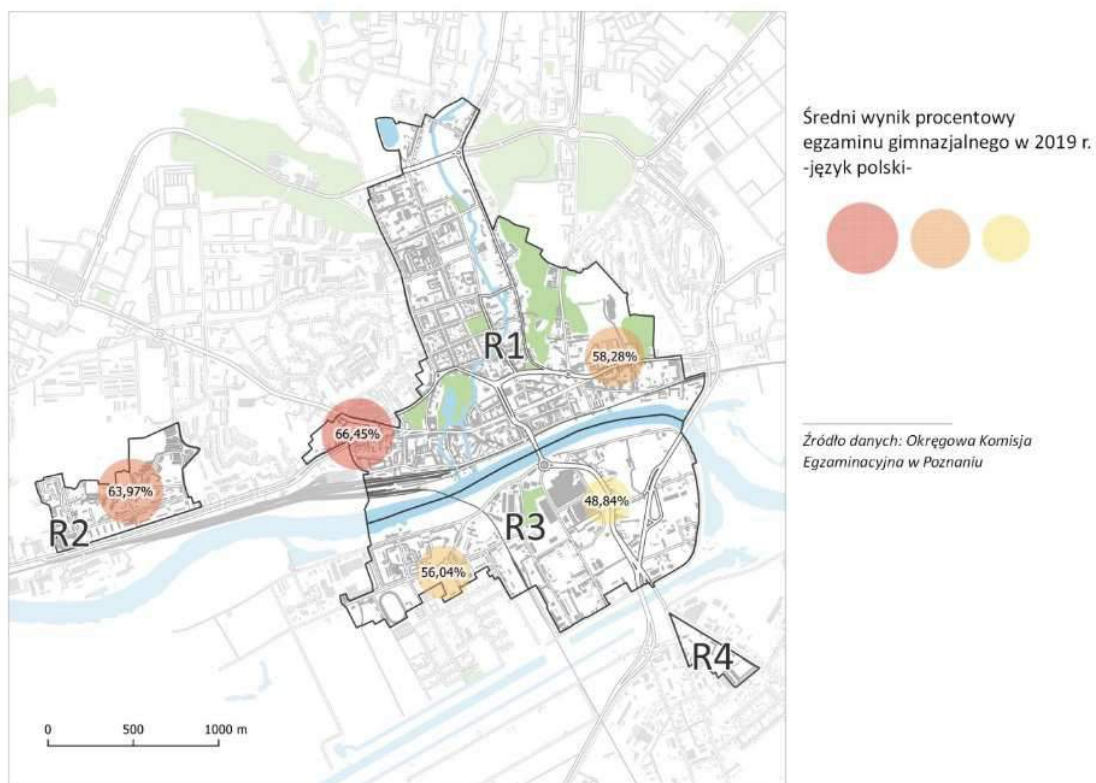 Średni wynik procentowy
egzaminu gimnazjalnego w 2019 r.
-język polski-
R1
58,28%
66,45%
63,97%
R2
48,84%
R3
56,04%
R4
0 500 1000 m
Źródło danych: Okręgowa Komisja
Egzaminacyjna w Poznaniu